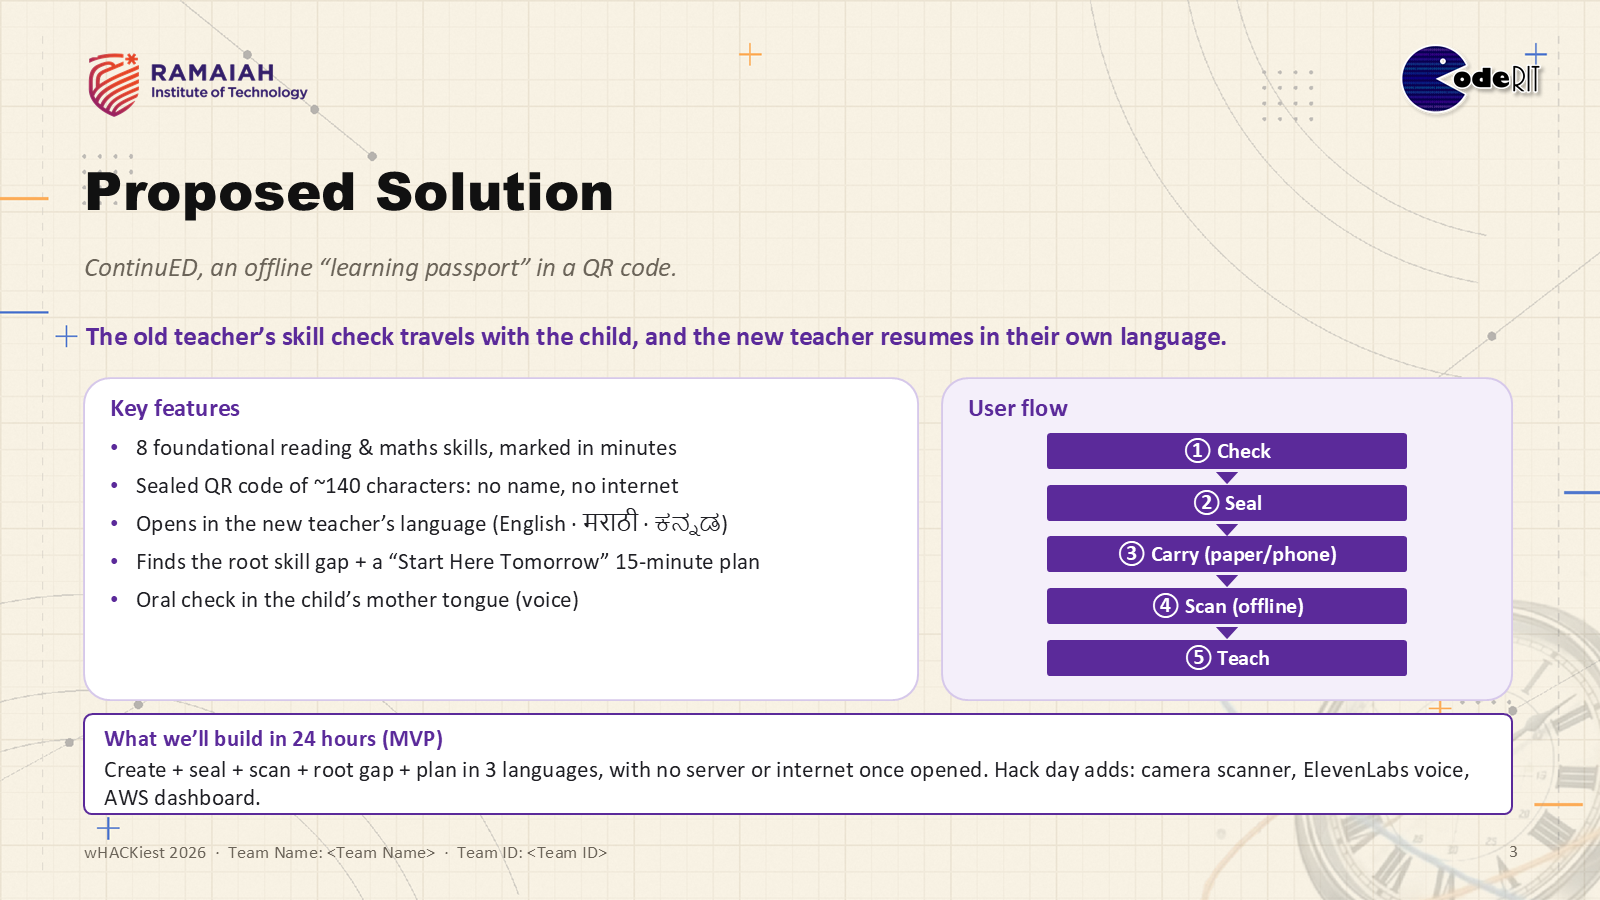 RAMAIAH
Institute of Technology
odeRIT
Proposed Solution
ContinuED, an offline “learning passport” in a QR code.
The old teacher’s skill check travels with the child, and the new teacher resumes in their own language.
Key features
• 8 foundational reading & maths skills, marked in minutes
• Sealed QR code of ~140 characters: no name, no internet
• Opens in the new teacher’s language (English · मराठी · ಕನ್ನಡ)
• Finds the root skill gap + a “Start Here Tomorrow” 15-minute plan
• Oral check in the child’s mother tongue (voice)
User flow
① Check
② Seal
③ Carry (paper/phone)
④ Scan (offline)
⑤ Teach
What we’ll build in 24 hours (MVP)
Create + seal + scan + root gap + plan in 3 languages, with no server or internet once opened. Hack day adds: camera scanner, ElevenLabs voice,
AWS dashboard.
wHACKiest 2026 · Team Name: <Team Name> · Team ID: <Team ID>
3